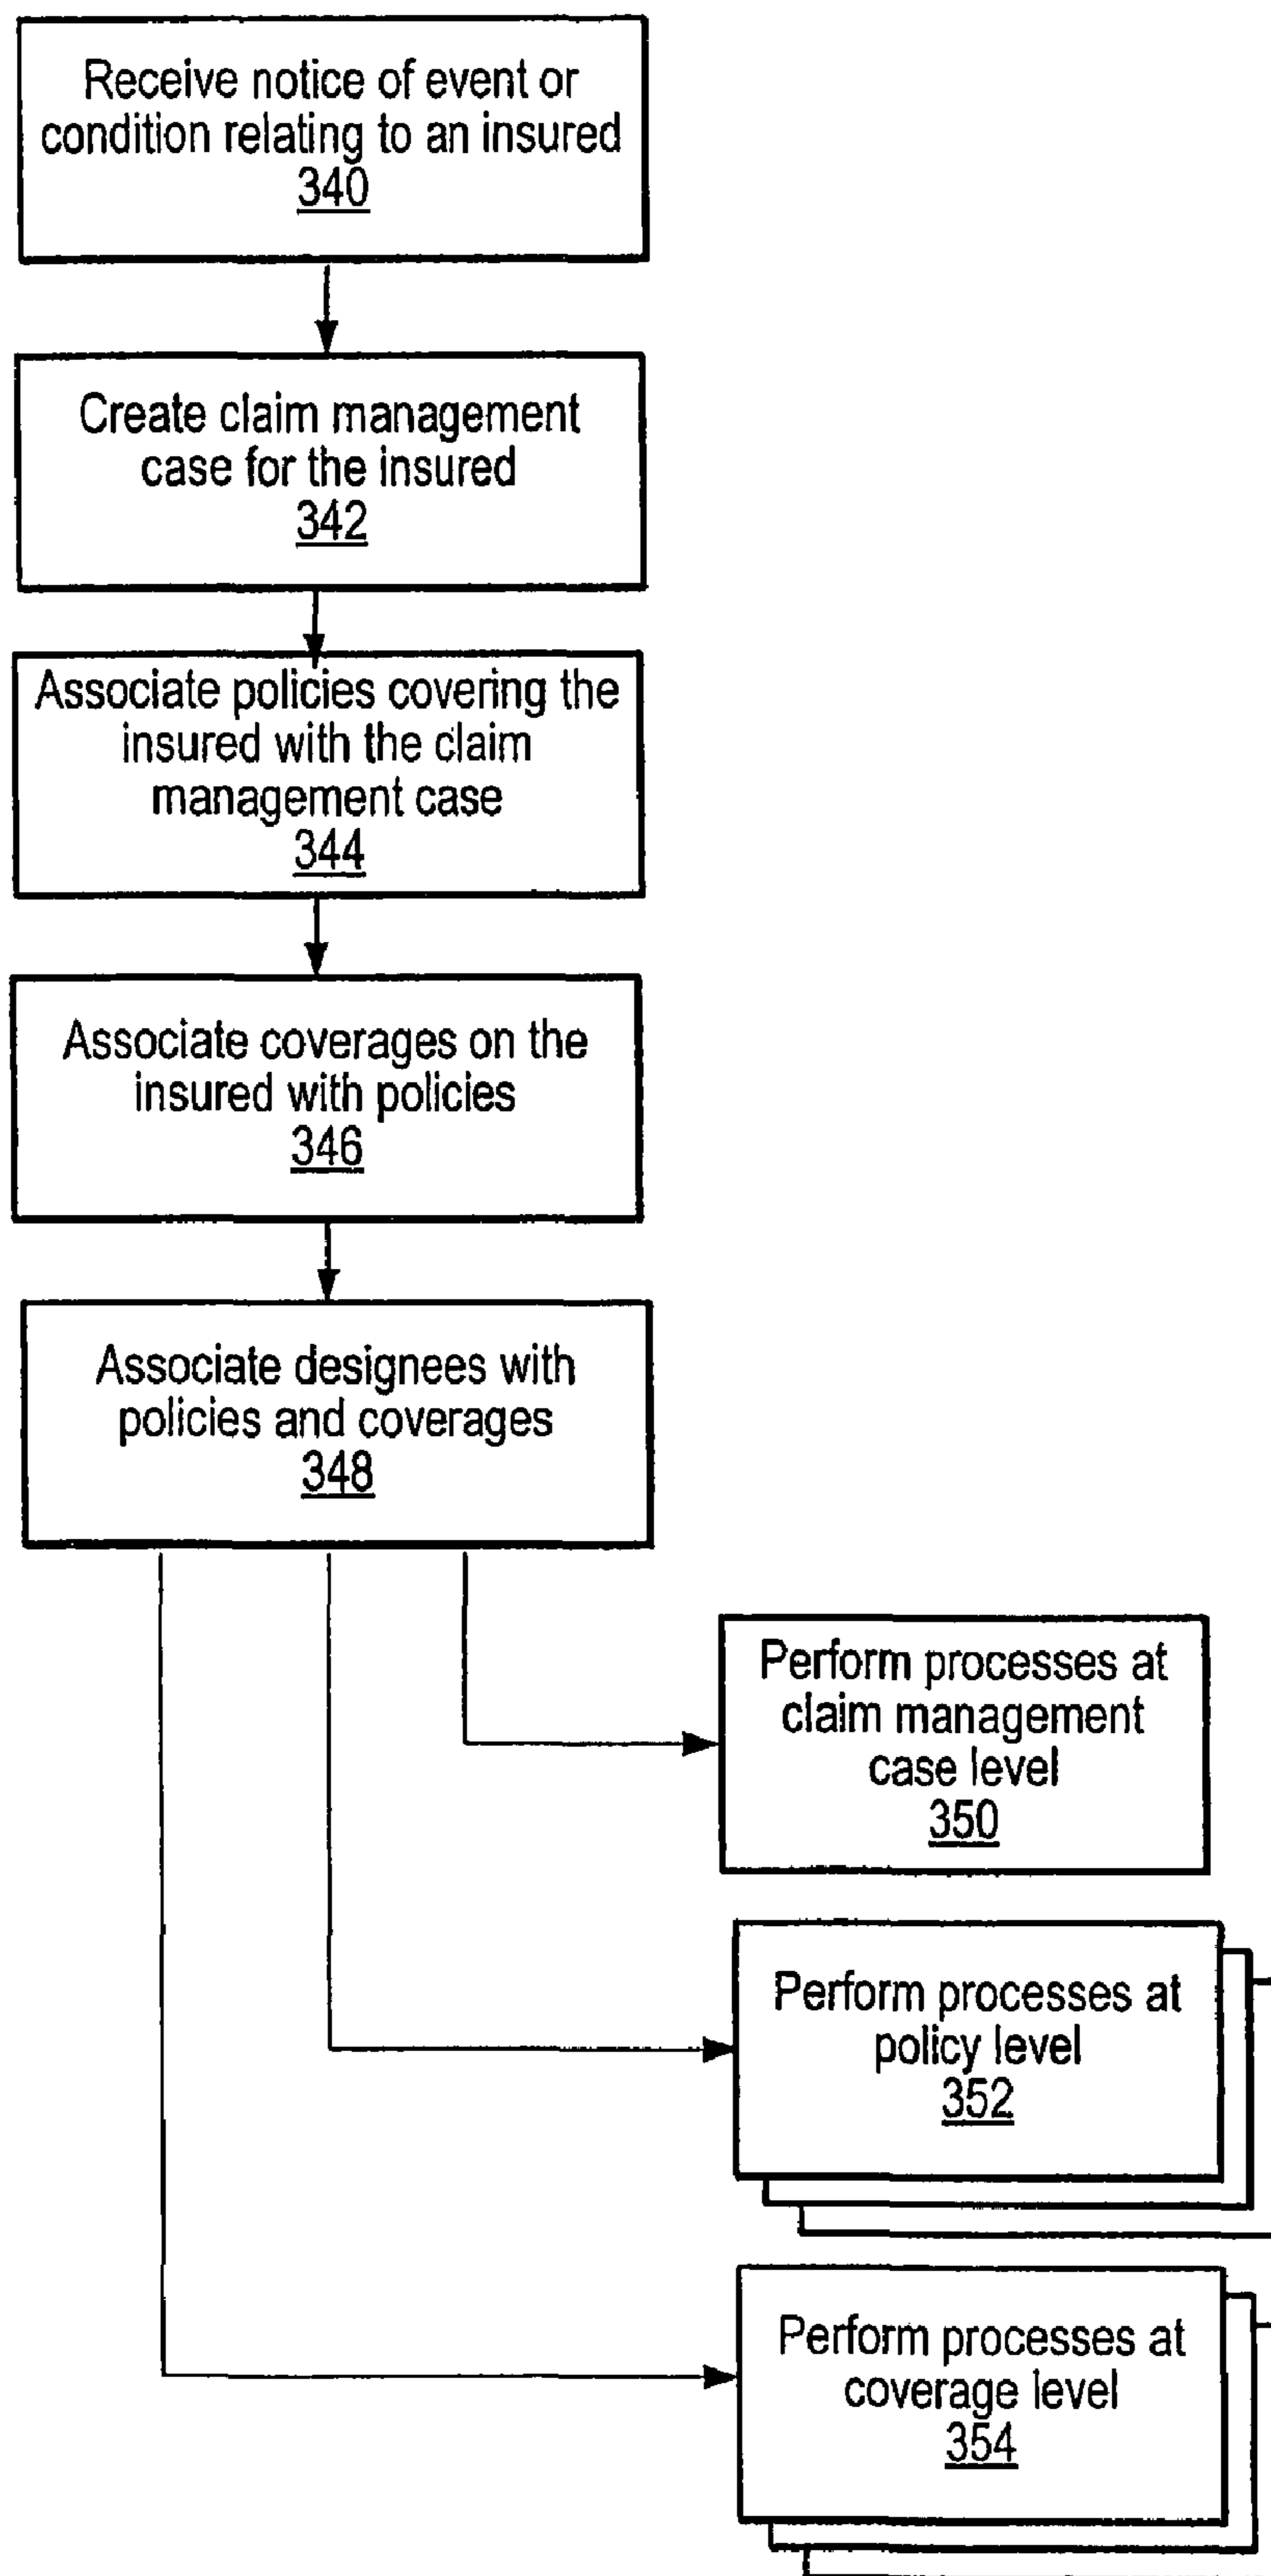 Receive notice of event or
condition relating to an insured
340
Create claim management
case for the insured
342
Associate policies covering the
insured with the claim
management case
344
Associate coverages on the
insured with policies
346
Associate designees with
policies and coverages
348
Perform processes at
claim management
case level
350
Perform processes at
policy level
352
Perform processes at
coverage level
354